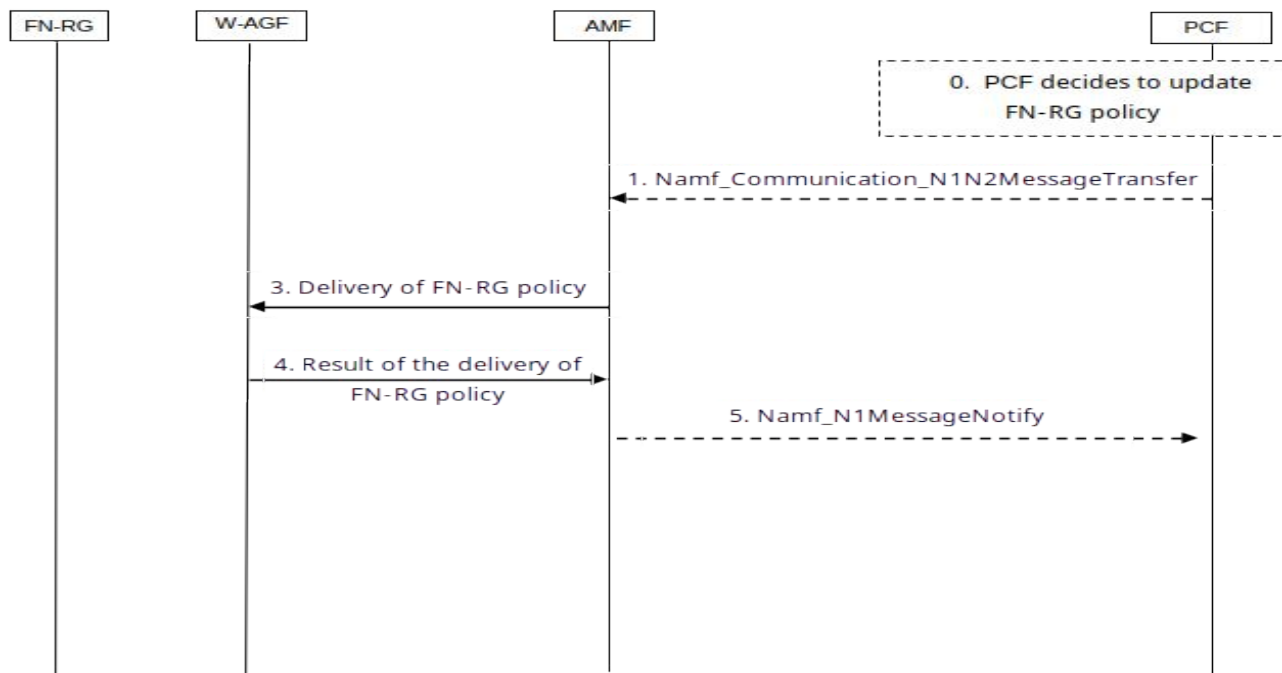 FN-RG
W-AGF
AMF
PCF
0. PCF decides to update
FN-RG policy
1. Namf_Communication_N1N2MessageTransfer
3. Delivery of FN-RG policy
4. Result of the delivery of
FN-RG policy
5. Namf_N1MessageNotify